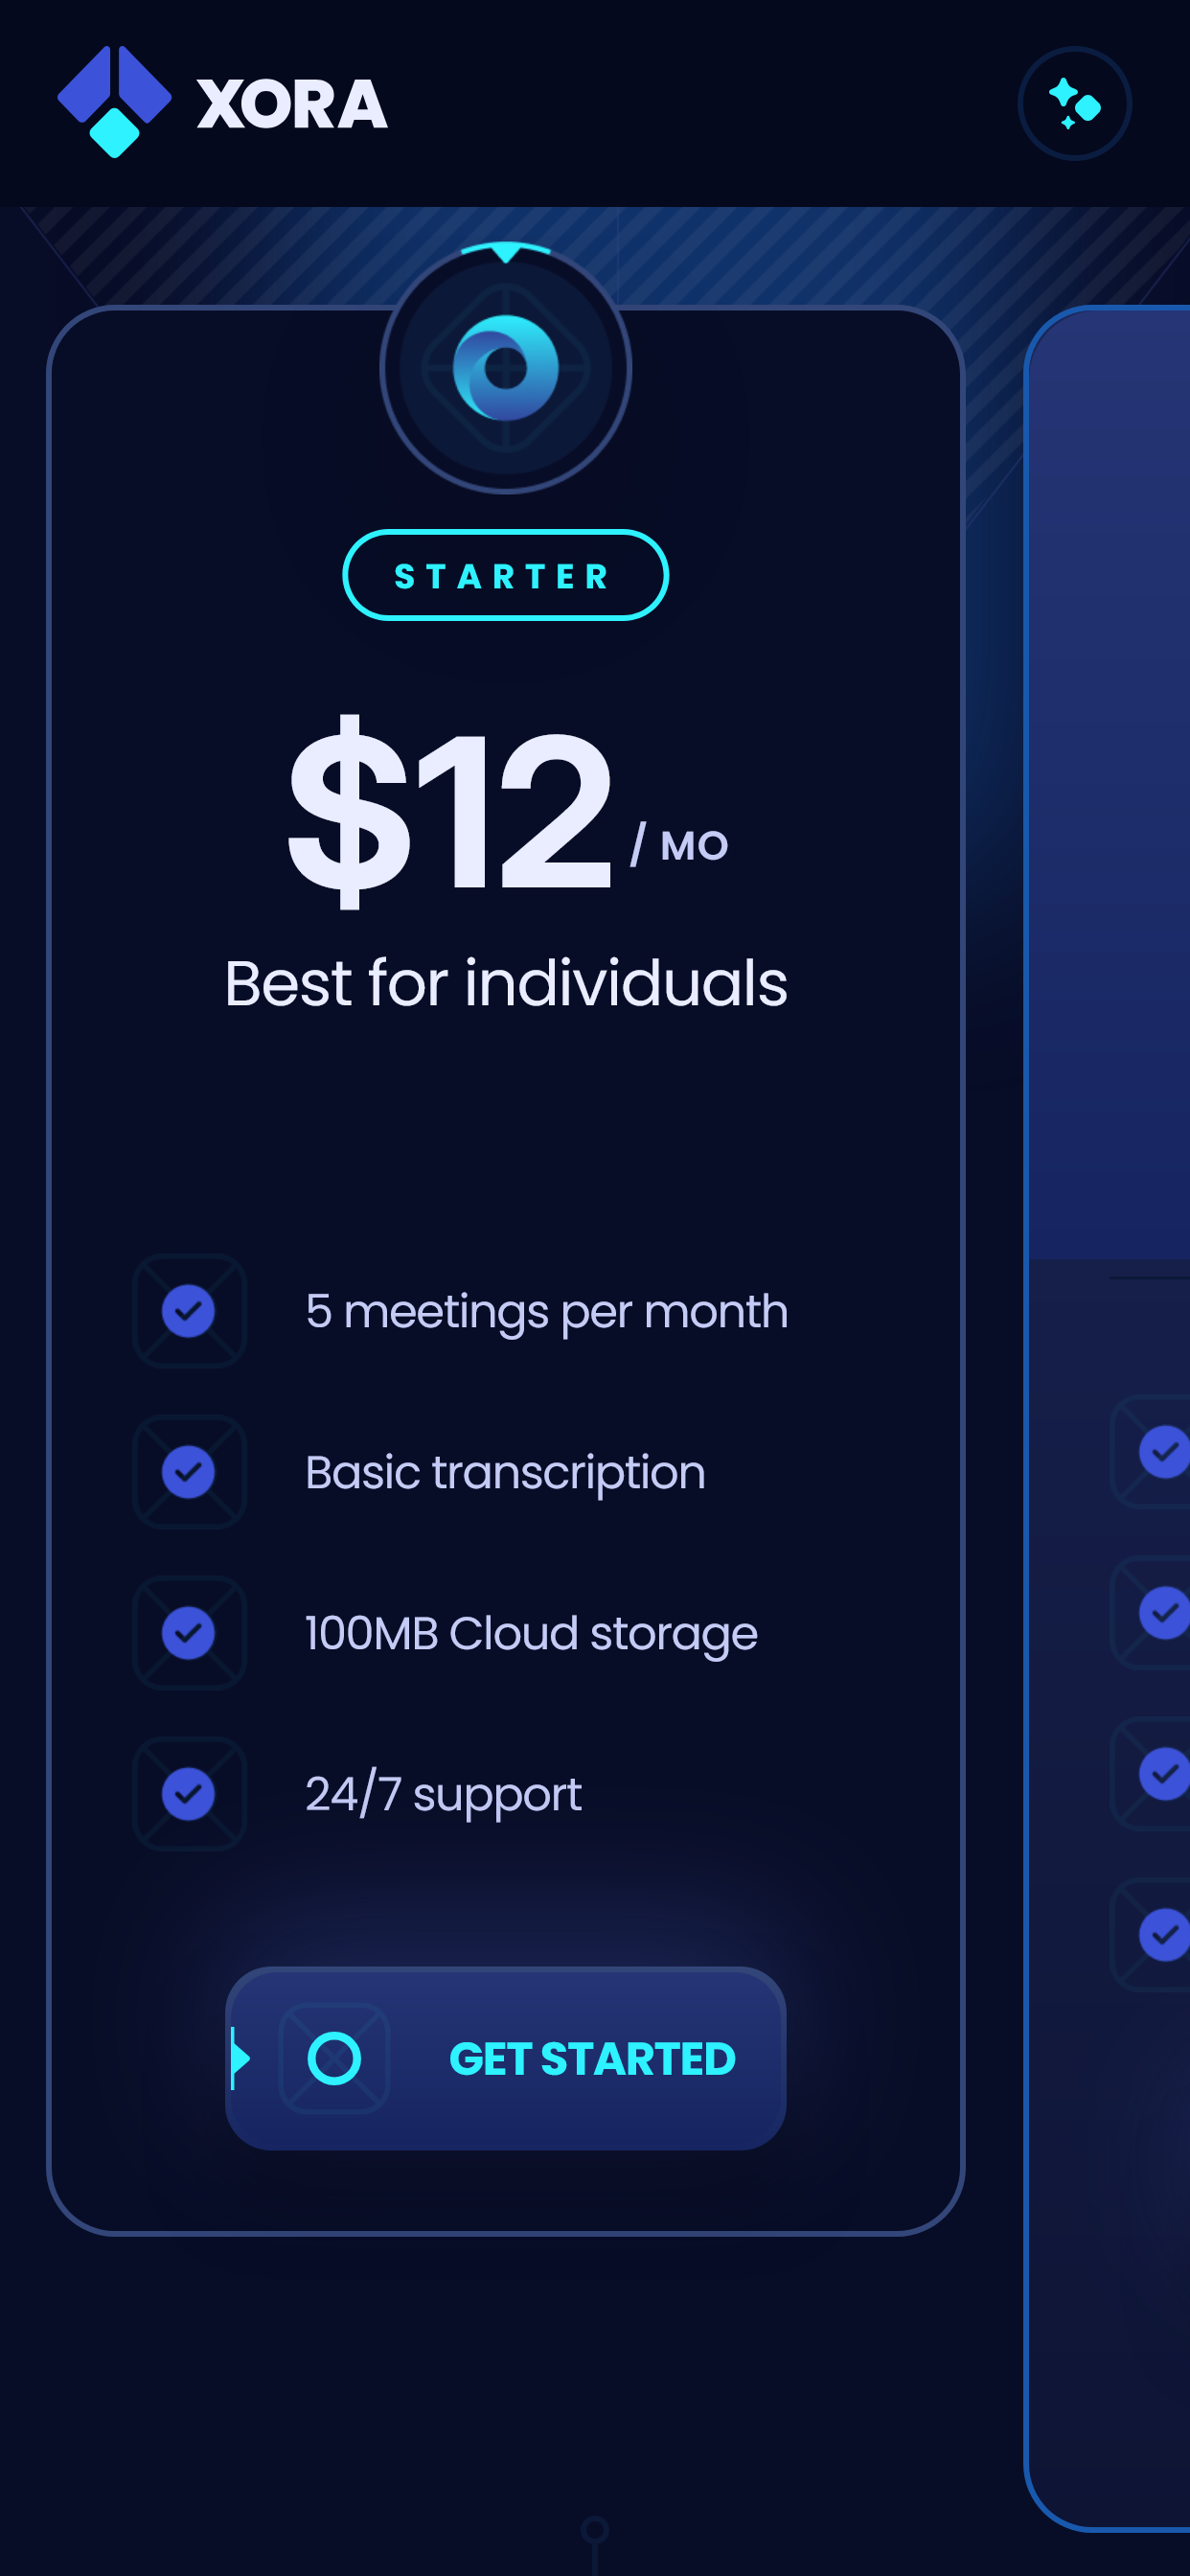 XORA
STARTER
$12 / MO
Best for individuals
5 meetings per month
Basic transcription
100MB Cloud storage
24/7 support
GET STARTED